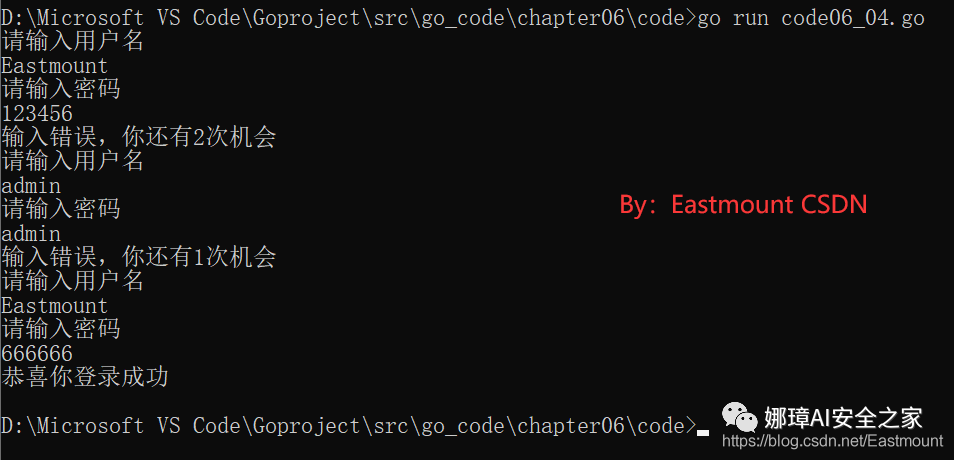 D:\Microsoft VS Code\Goproject\src\go_code\chapter06\code>go run code06_04.go
请输入用户名
Eastmount
请输入密码
123456
输入错误，你还有2次机会
请输入用户名
admin
请输入密码
admin
输入错误，你还有1次机会
请输入用户名
Eastmount
请输入密码
666666
恭喜你登录成功
D:\Microsoft VS Code\Goproject\src\go_code\chapter06\code>
By：Eastmount CSDN
娜璋AI安全之家
https://blog.csdn.net/Eastmount